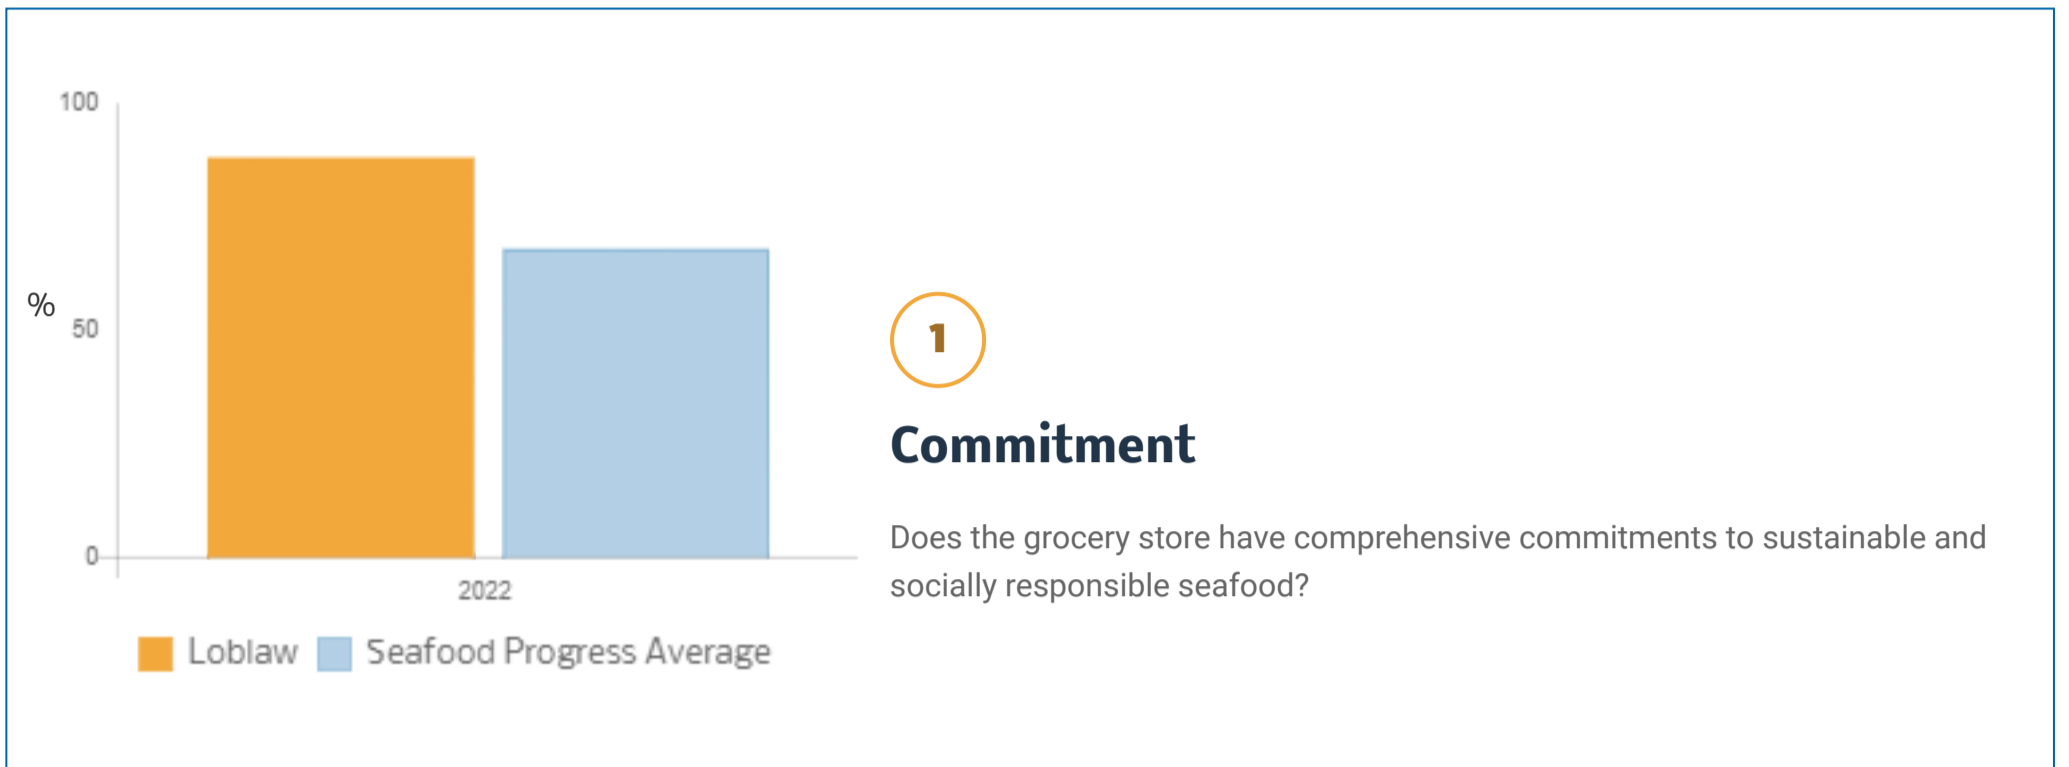 100
%
50
0
2022
Loblaw
Seafood Progress Average
1
Commitment
Does the grocery store have comprehensive commitments to sustainable and
socially responsible seafood?